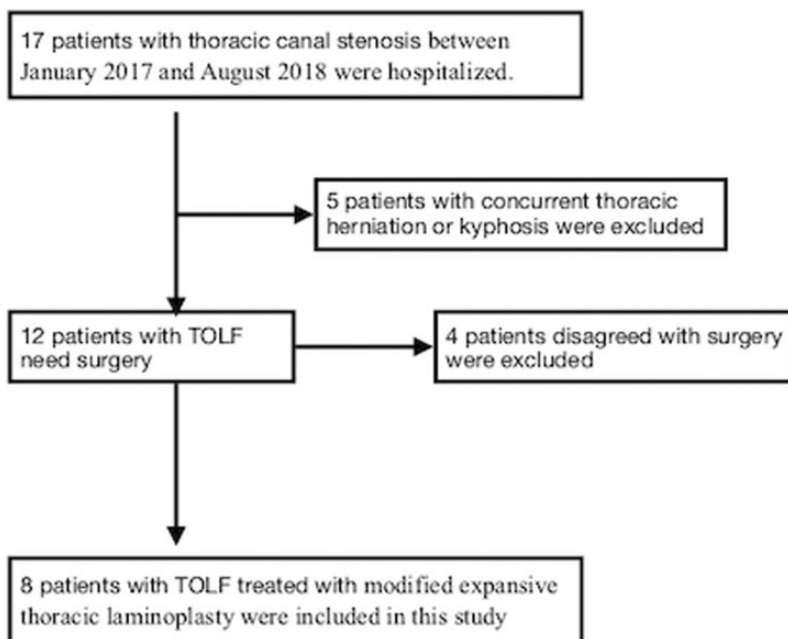 17 patients with thoracic canal stenosis between
January 2017 and August 2018 were hospitalized.
5 patients with concurrent thoracic
herniation or kyphosis were excluded
12 patients with TOLF
need surgery
4 patients disagreed with surgery
were excluded
8 patients with TOLF treated with modified expansive
thoracic laminoplasty were included in this study